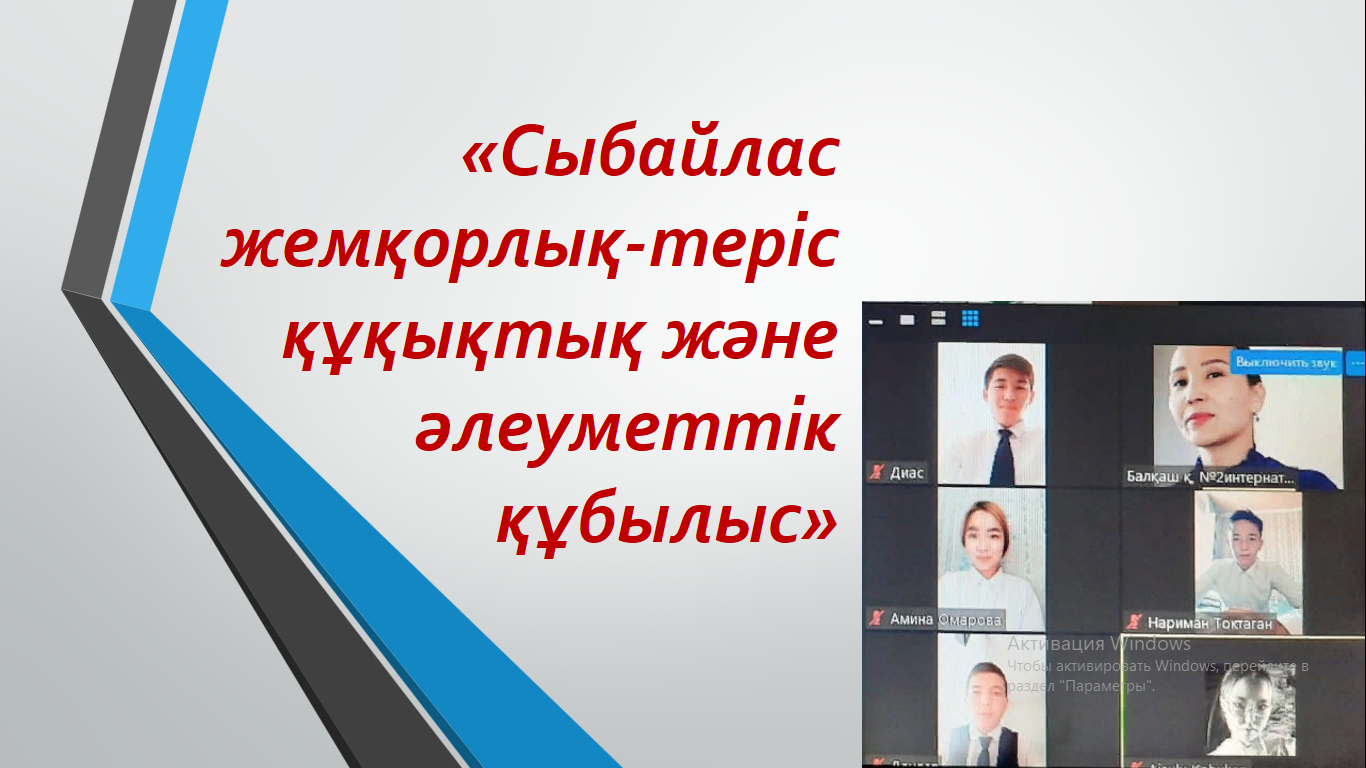 «Сыбайлас
жемқорлық-теріс
құқықтық және
әлеуметтік
құбылыс»
Выключить звук
Диас
Балқаш қ. №2интернат...
Амина Омарова
Нариман Токтаган
Активация Windows
Чтобы активировать Windows, перейдите в
раздел "Параметры".